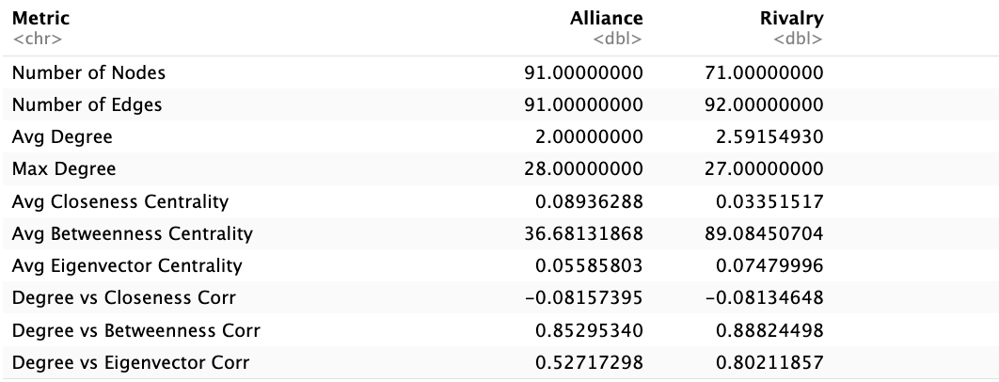 Metric Alliance Rivalry
<chr> <dbl> <dbl>
Number of Nodes 91.00000000 71.00000000
Number of Edges 91.00000000 92.00000000
Avg Degree 2.00000000 2.59154930
Max Degree 28.00000000 27.00000000
Avg Closeness Centrality 0.08936288 0.03351517
Avg Betweenness Centrality 36.68131868 89.08450704
Avg Eigenvector Centrality 0.05585803 0.07479996
Degree vs Closeness Corr −0.08157395 −0.08134648
Degree vs Betweenness Corr 0.85295340 0.88824498
Degree vs Eigenvector Corr 0.52717298 0.80211857